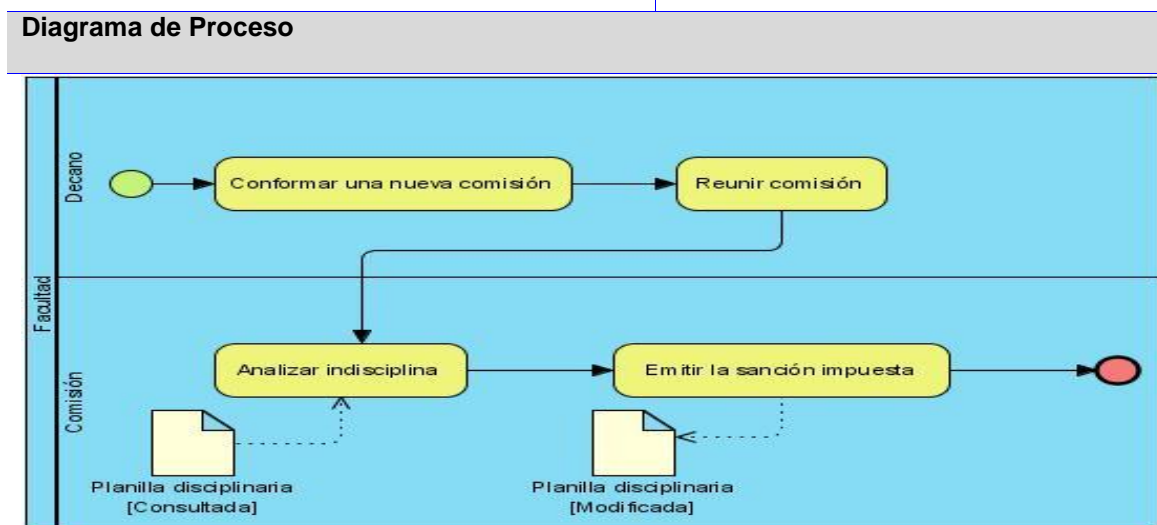 Diagrama de Proceso
Facultad
Decano
Conformar una nueva comisión
Reunir comisión
Comisión
Analizar indisciplina
Emitir la sanción impuesta
Planilla disciplinaria
[Consultada]
Planilla disciplinaria
[Modificada]